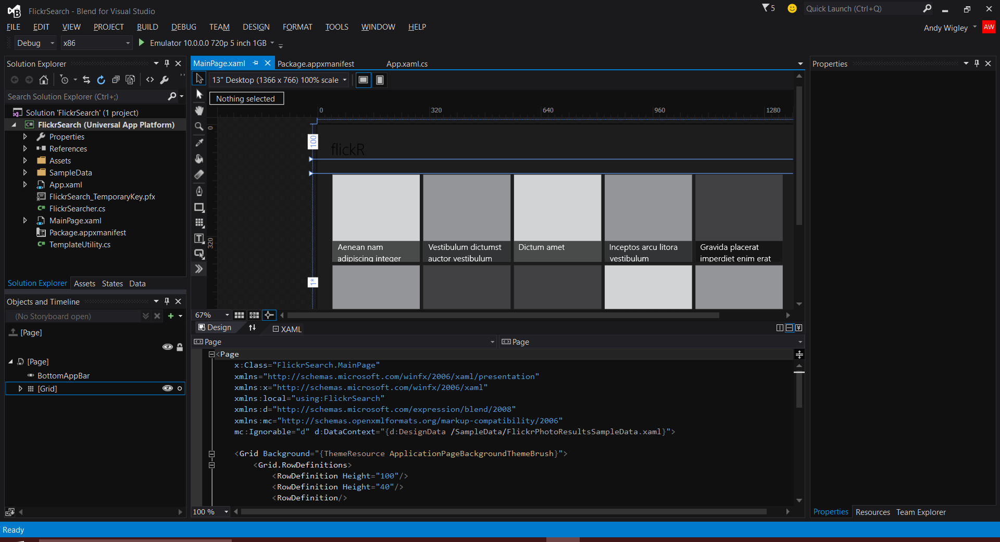 FlickrSearch - Blend for Visual Studio
5
Quick Launch (Ctrl+Q)
FILE EDIT VIEW PROJECT BUILD DEBUG TEAM DESIGN FORMAT TOOLS WINDOW HELP
Andy Wigley AW
Debug x86 Emulator 10.0.0.0 720p 5 inch 1GB
Solution Explorer
Search Solution Explorer (Ctrl+;)
Solution 'FlickrSearch' (1 project)
C# FlickrSearch (Universal App Platform)
Properties
References
Assets
SampleData
App.xaml
FlickrSearch_TemporaryKey.pfx
C# FlickrSearcher.cs
MainPage.xaml
Package.appxmanifest
C# TemplateUtility.cs
Solution Explorer Assets States Data
Objects and Timeline
(No Storyboard open)
[Page]
[Page]
BottomAppBar
[Grid]
MainPage.xaml Package.appxmanifest App.xaml.cs
13" Desktop (1366 x 766) 100% scale
Nothing selected
0 320 640 960 1280
0
320
100
1*
flickR
Aenean nam
adipiscing integer
Vestibulum dictumst
auctor vestibulum
Dictum amet
Inceptos arcu litora
vestibulum
Gravida placerat
imperdiet enim erat
67%
Design XAML
Page Page
<Page
x:Class="FlickrSearch.MainPage"
xmlns="http://schemas.microsoft.com/winfx/2006/xaml/presentation"
xmlns:x="http://schemas.microsoft.com/winfx/2006/xaml"
xmlns:local="using:FlickrSearch"
xmlns:d="http://schemas.microsoft.com/expression/blend/2008"
xmlns:mc="http://schemas.openxmlformats.org/markup-compatibility/2006"
mc:Ignorable="d" d:DataContext="{d:DesignData /SampleData/FlickrPhotoResultsSampleData.xaml}">
<Grid Background="{ThemeResource ApplicationPageBackgroundThemeBrush}">
<Grid.RowDefinitions>
<RowDefinition Height="100"/>
<RowDefinition Height="40"/>
<RowDefinition/>
100 %
Properties
Properties Resources Team Explorer
Ready